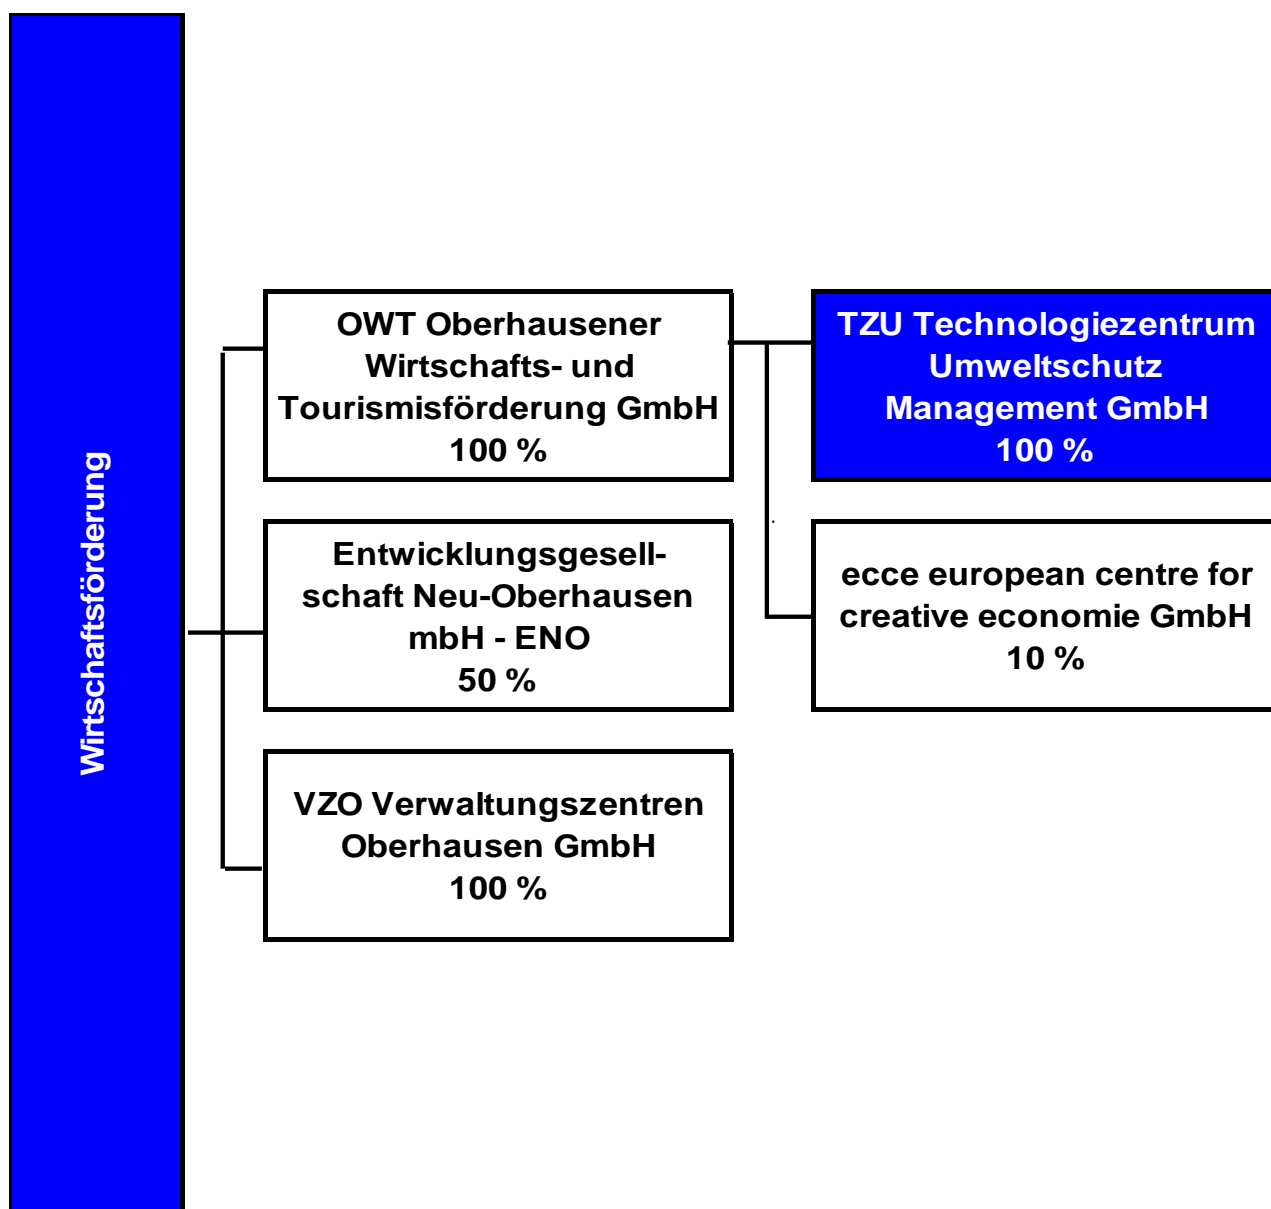 Wirtschaftsförderung
OWT Oberhausener
Wirtschafts- und
Tourismisförderung GmbH
100 %
TZU Technologiezentrum
Umweltschutz
Management GmbH
100 %
Entwicklungsgesell-
schaft Neu-Oberhausen
mbH - ENO
50 %
ecce european centre for
creative economie GmbH
10 %
VZO Verwaltungszentren
Oberhausen GmbH
100 %